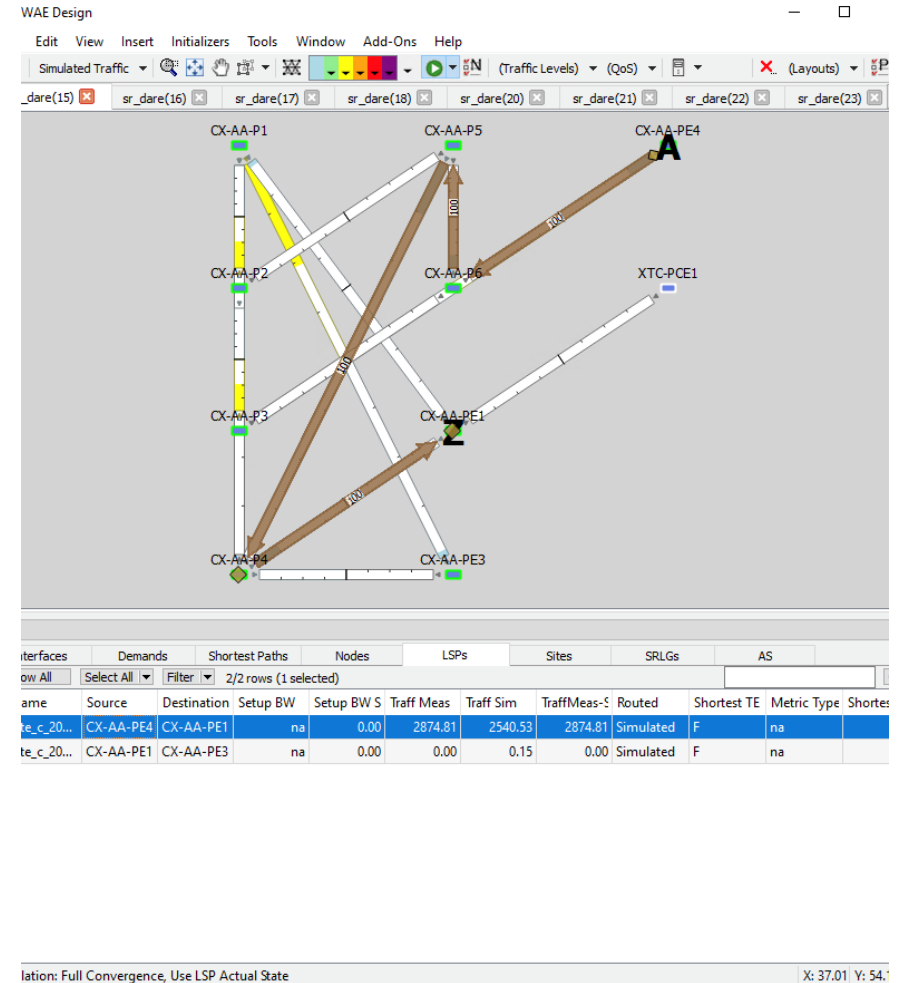 WAE Design
Edit View Insert Initializers Tools Window Add-Ons Help
Simulated Traffic N (Traffic Levels) (QoS) (Layouts)
_dare(15) sr_dare(16) sr_dare(17) sr_dare(18) sr_dare(20) sr_dare(21) sr_dare(22) sr_dare(23)
CX-AA-P1 CX-AA-P5 CX-AA-PE4
A
100
100
CX-AA-P2 CX-AA-P6 XTC-PCE1
100
CX-AA-P3 CX-AA-PE1
Z
100
CX-AA-P4 CX-AA-PE3
terfaces Demands Shortest Paths Nodes LSPs Sites SRLGs AS
ow All Select All Filter 2/2 rows (1 selected)
ame Source Destination Setup BW Setup BW S Traff Meas Traff Sim TraffMeas-S Routed Shortest TE Metric Type Shortes
te_c_20... CX-AA-PE4 CX-AA-PE1 na 0.00 2874.81 2540.53 2874.81 Simulated F na
te_c_20... CX-AA-PE1 CX-AA-PE3 na 0.00 0.00 0.15 0.00 Simulated F na
lation: Full Convergence, Use LSP Actual State X: 37.01 Y: 54.